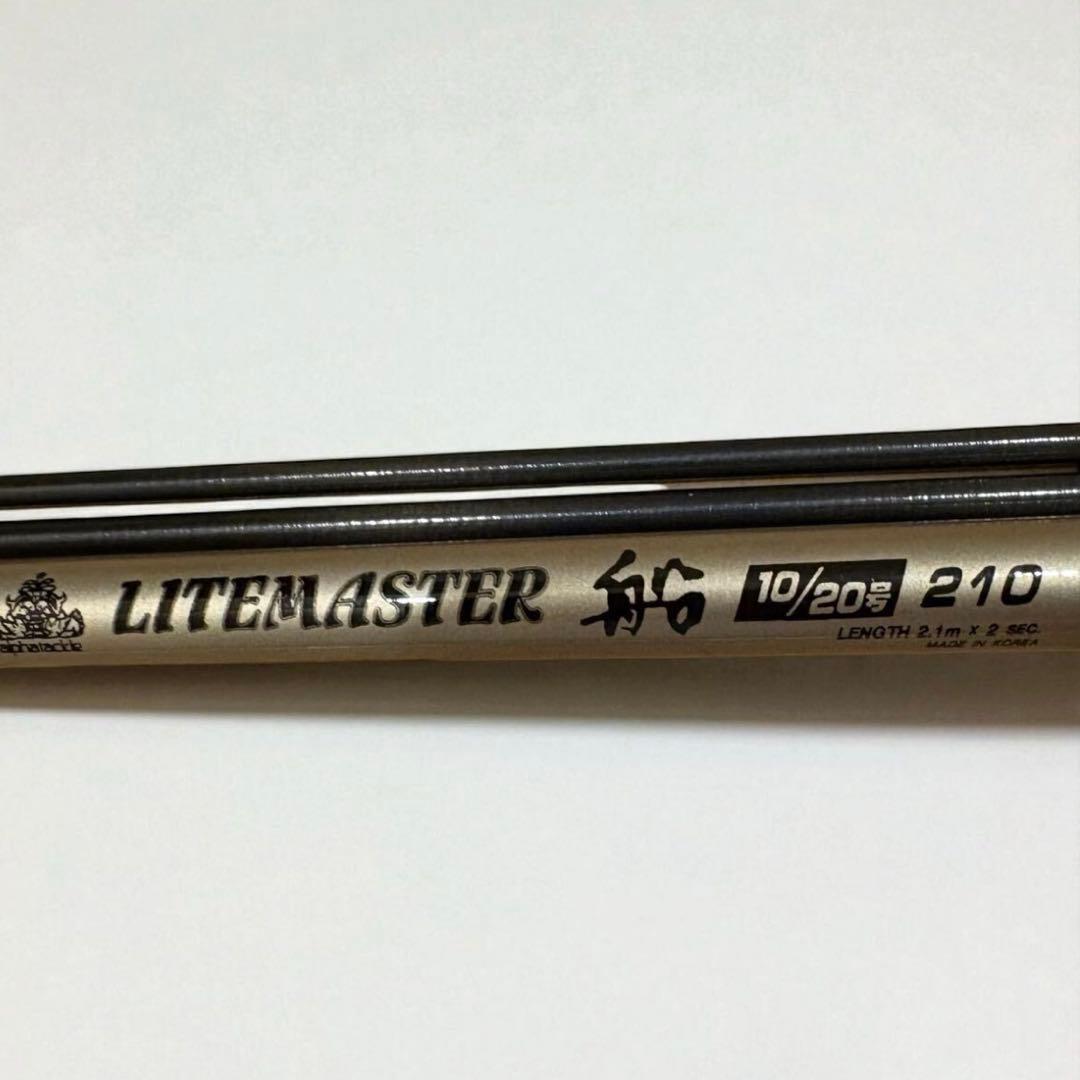 alphatackle
LITEMASTER 船 10/20号 210
LENGTH 2.1m x 2 SEC.
MADE IN KOREA